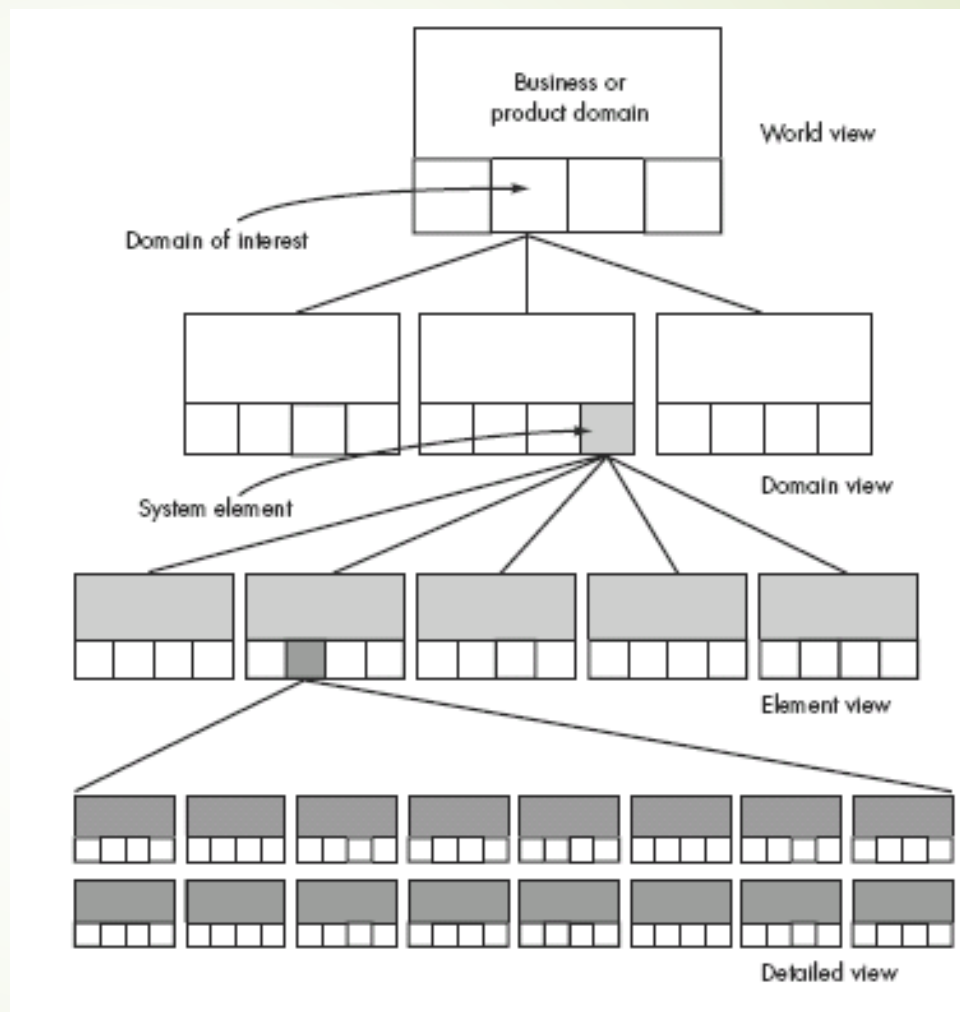 Business or
product domain
World view
Domain of interest
System element
Domain view
Element view
Detailed view